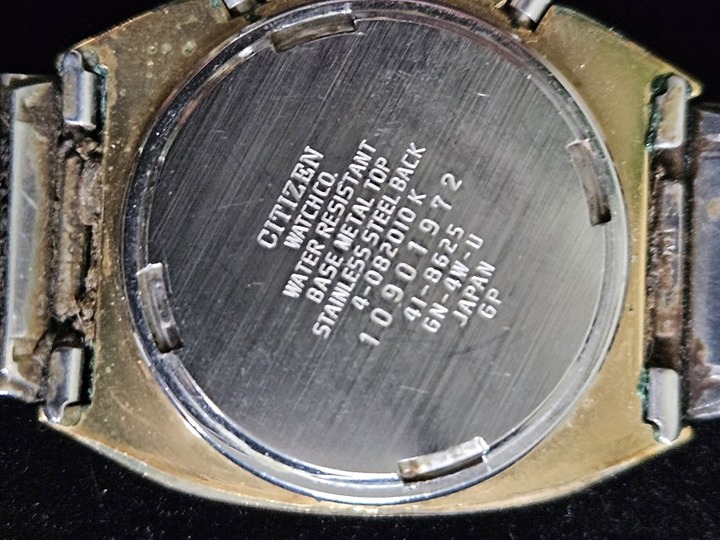 CITIZEN
WATCH CO.
WATER RESISTANT
BASE METAL TOP
STAINLESS STEEL BACK
4-082010 K
10901972
41-8625
GN-4W-U
JAPAN
GP